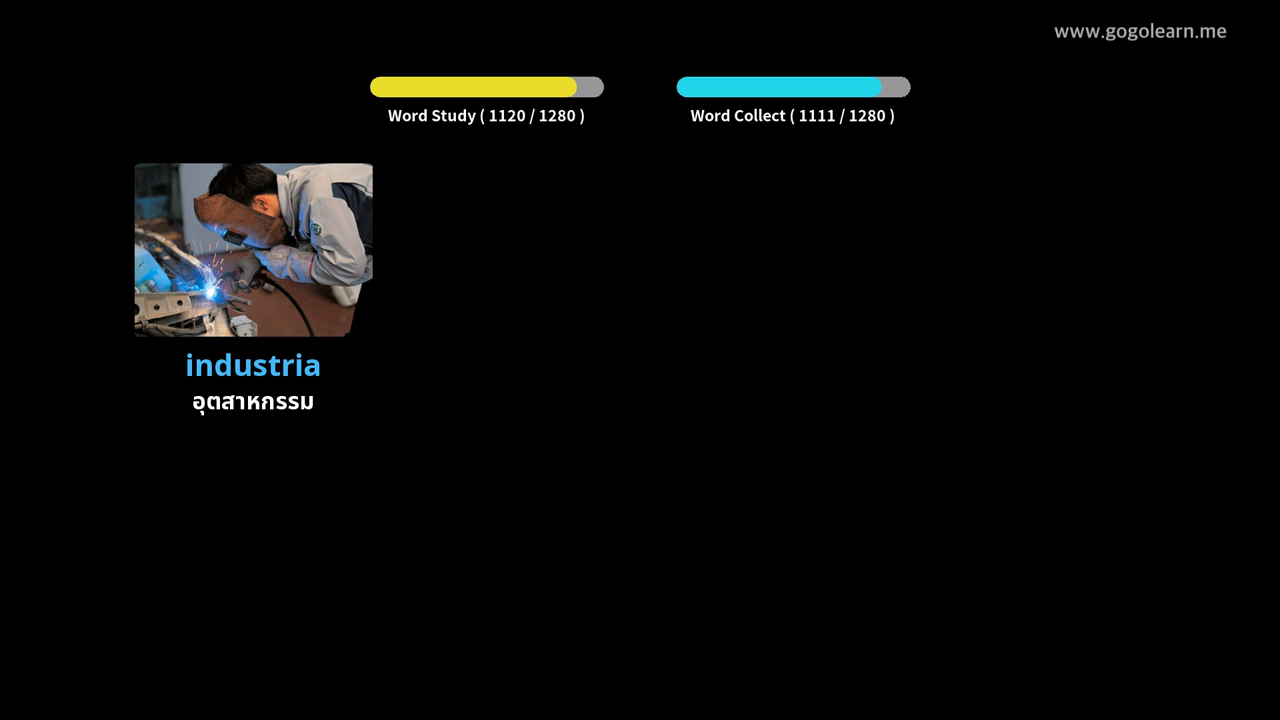 www.gogolearn.me
Word Study ( 1120 / 1280 )
Word Collect ( 1111 / 1280 )
industria
อุตสาหกรรม